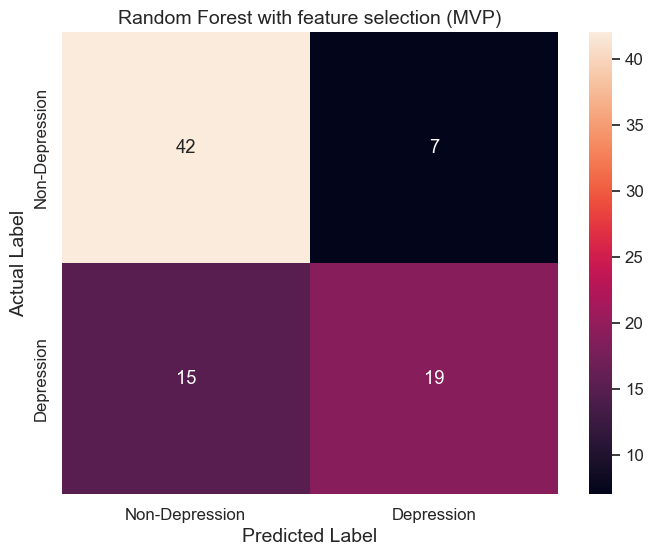 Random Forest with feature selection (MVP)
Actual Label
Non-Depression
Depression
42
7
15
19
Non-Depression
Depression
Predicted Label
40
35
30
25
20
15
10